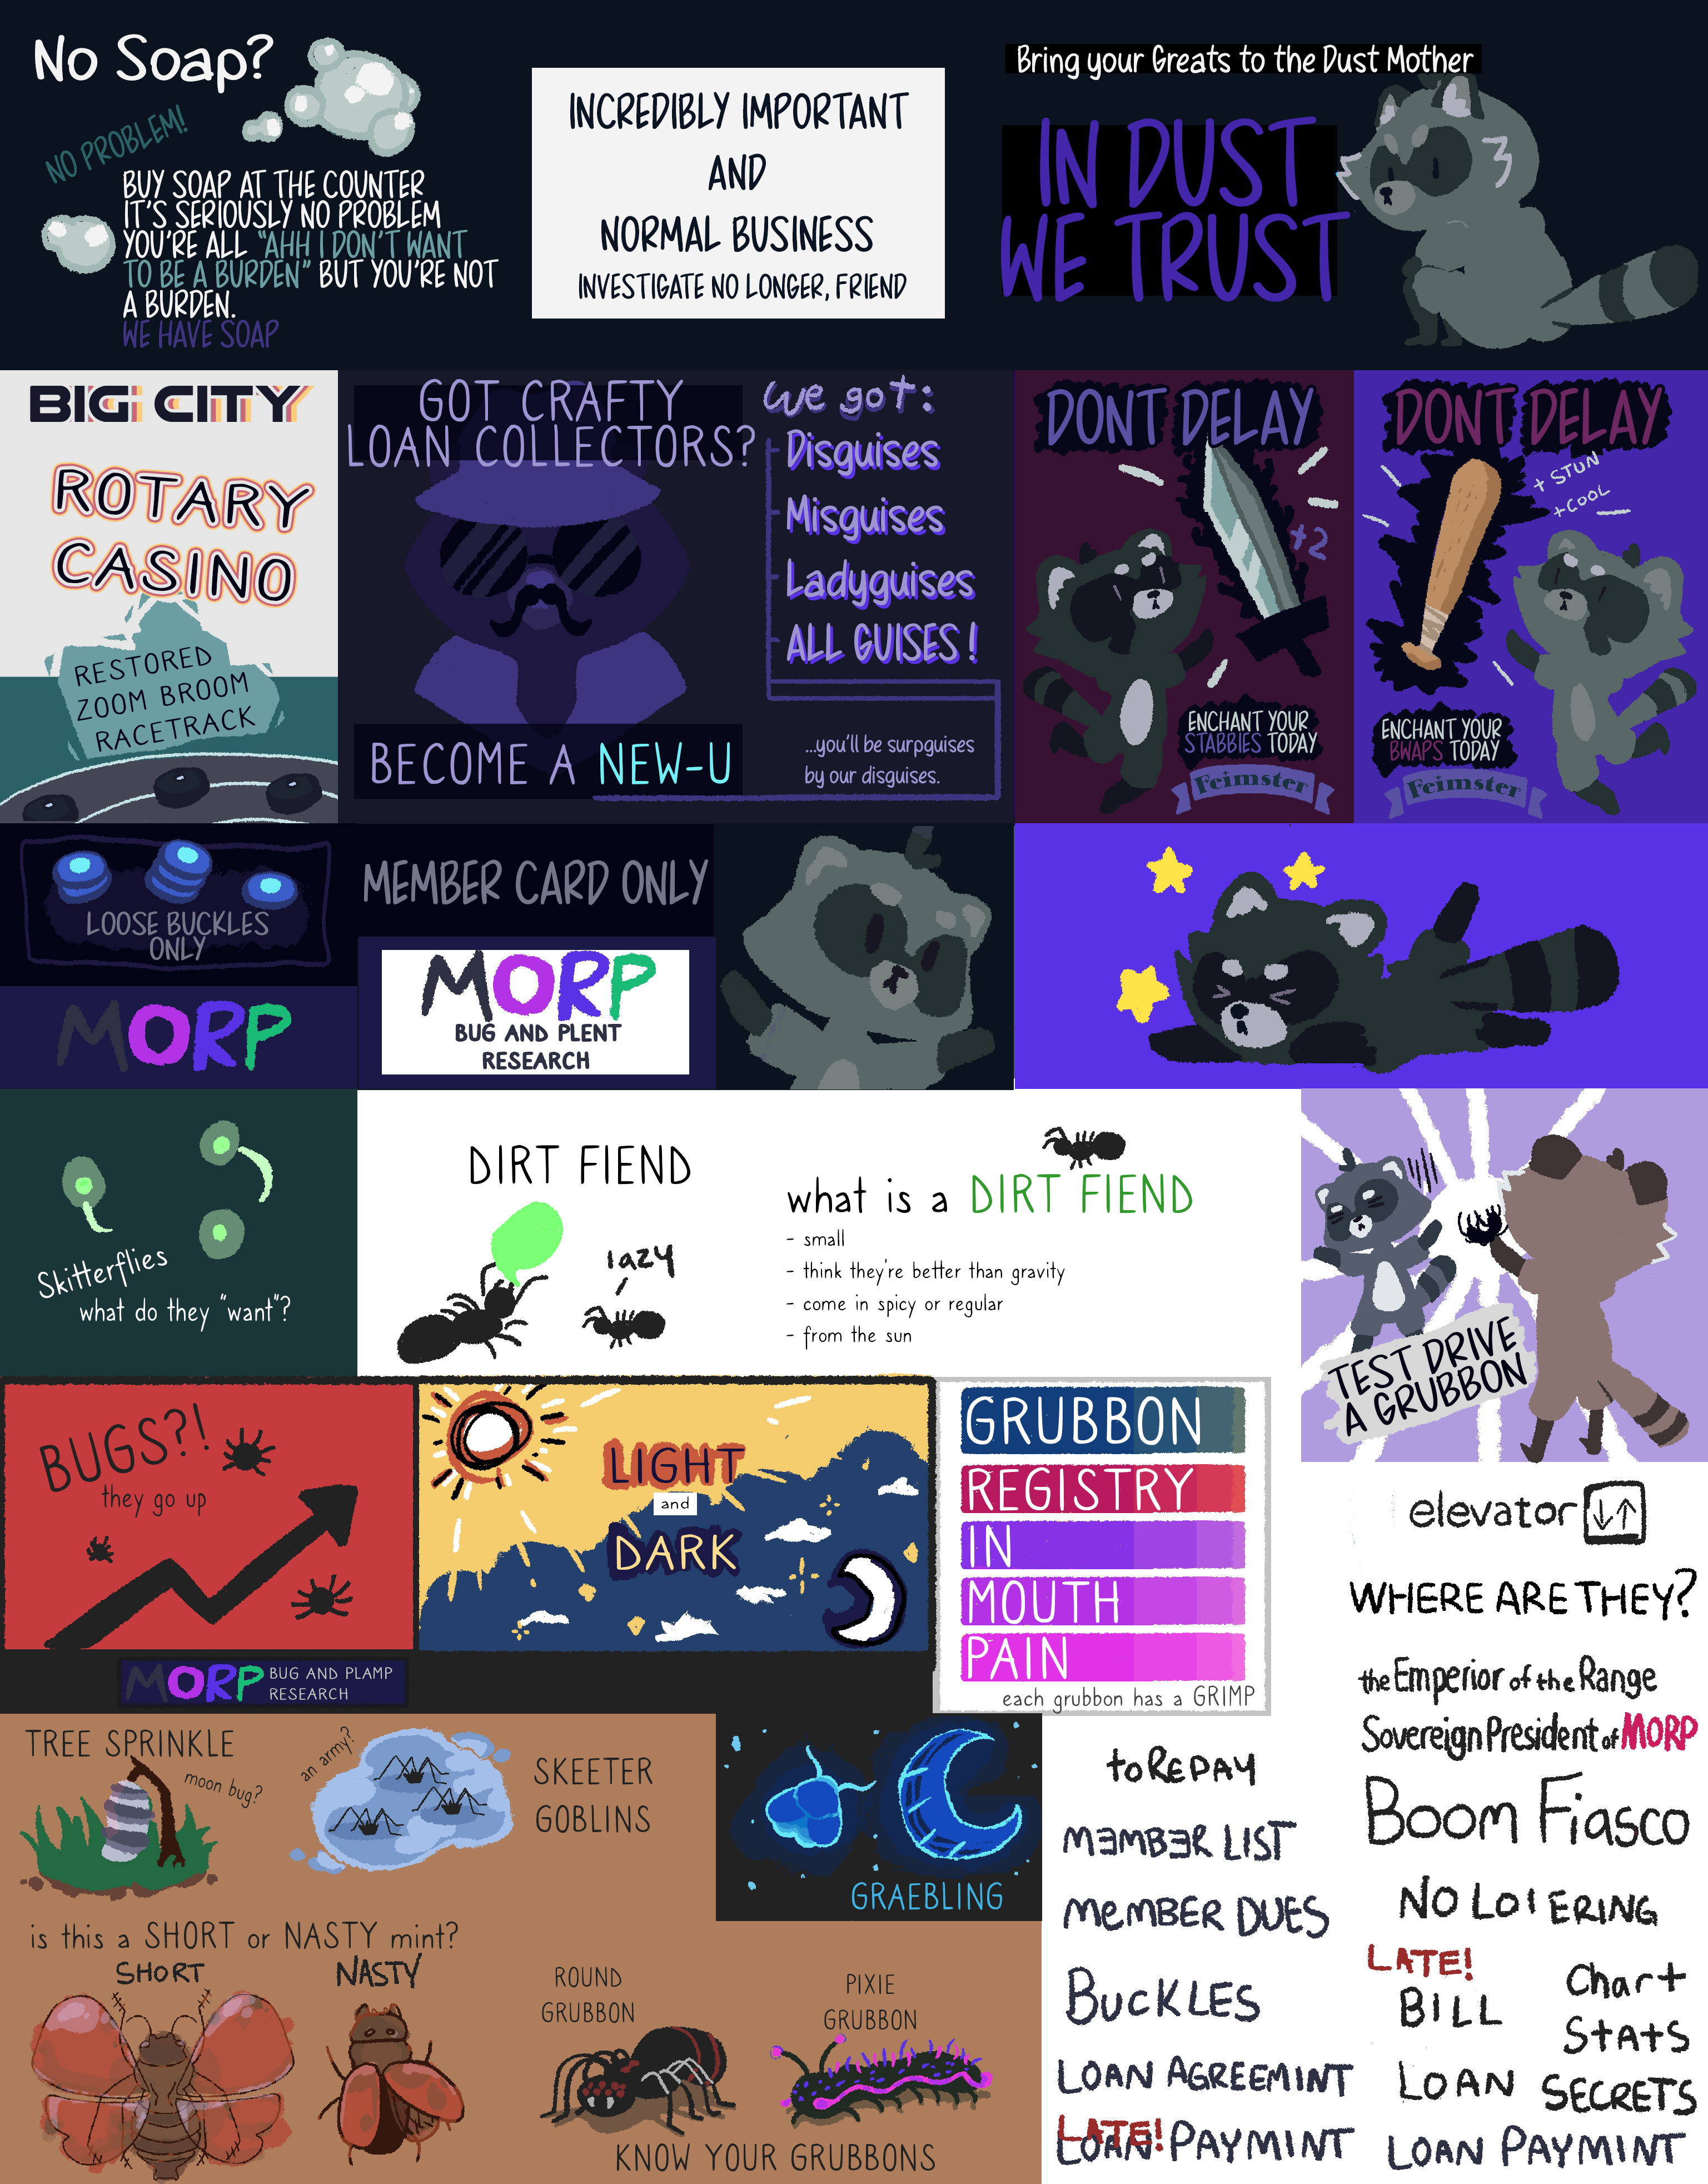 No Soap?
NO PROBLEM!
BUY SOAP AT THE COUNTER
IT'S SERIOUSLY NO PROBLEM
YOU'RE ALL "AHH I DON'T WANT
TO BE A BURDEN" BUT YOU'RE NOT
A BURDEN.
WE HAVE SOAP
INCREDIBLY IMPORTANT
AND
NORMAL BUSINESS
INVESTIGATE NO LONGER, FRIEND
Bring your Greats to the Dust Mother
IN DUST
WE TRUST
BIG CITY
ROTARY
CASINO
RESTORED
ZOOM BROOM
RACETRACK
GOT CRAFTY
LOAN COLLECTORS?
BECOME A NEW-U
we got:
Disguises
Misguises
Ladyguises
ALL GUISES!
...you'll be surpguises
by our disguises.
DONT DELAY
+2
ENCHANT YOUR
STABBIES TODAY
Feimster
DONT DELAY
+ STUN
+COOL
ENCHANT YOUR
BWAPS TODAY
Feimster
LOOSE BUCKLES
ONLY
MORP
MEMBER CARD ONLY
MORP
BUG AND PLENT
RESEARCH
Skitterflies
what do they "want"?
DIRT FIEND
lazy
what is a DIRT FIEND
- small
- think they're better than gravity
- come in spicy or regular
- from the sun
TEST DRIVE
A GRUBBON
BUGS?!
they go up
LIGHT
and
DARK
MORP BUG AND PLAMP
RESEARCH
GRUBBON
REGISTRY
IN
MOUTH
PAIN
each grubbon has a GRIMP
elevator ↓↑
WHERE ARE THEY?
the Emperior of the Range
Sovereign President of MORP
Boom Fiasco
TREE SPRINKLE
moon bug?
an army?
SKEETER
GOBLINS
GRAEBLING
is this a SHORT or NASTY mint?
SHORT
NASTY
ROUND
GRUBBON
PIXIE
GRUBBON
KNOW YOUR GRUBBONS
toREPAY
MEMBER LIST
MeMBER DUES
BUCKLES
LOAN AGREEMINT
LATE!
LOAN PAYMINT
NO LOIERING
LATE!
BILL
Chart
StAtS
LOAN
SECRETS
LOAN PAYMINT